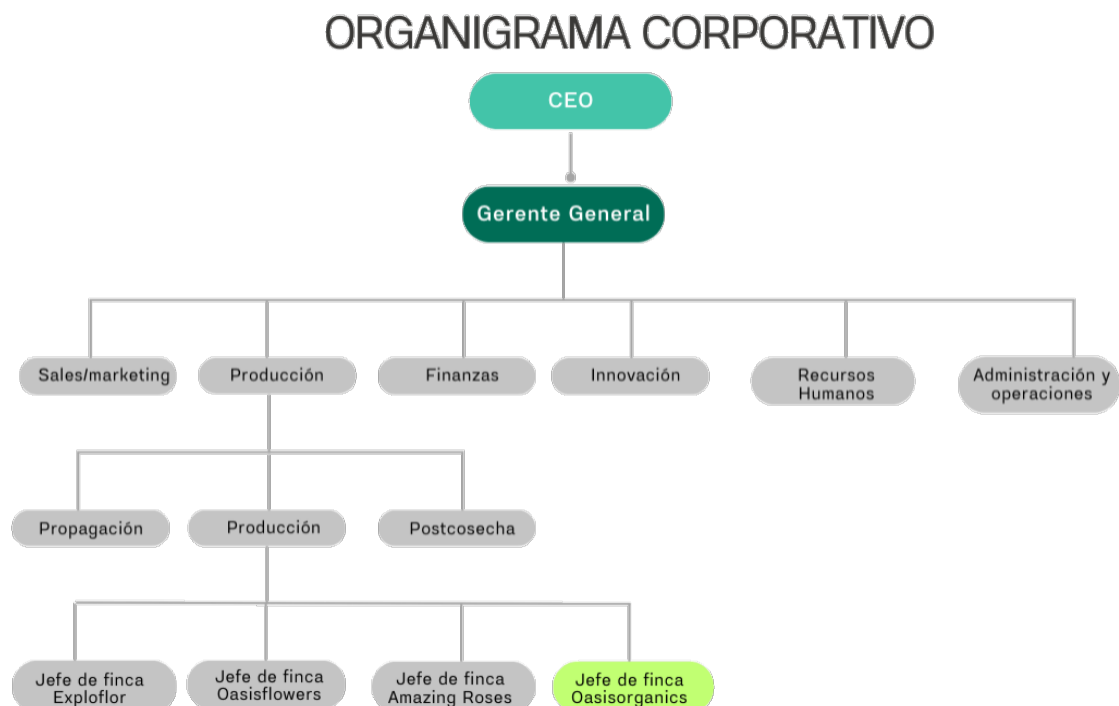 ORGANIGRAMA CORPORATIVO
CEO
Gerente General
Sales/marketing
Producción
Finanzas
Innovación
Recursos
Humanos
Administración y
operaciones
Propagación
Producción
Postcosecha
Jefe de finca
Exploflor
Jefe de finca
Oasisflowers
Jefe de finca
Amazing Roses
Jefe de finca
Oasisorganics